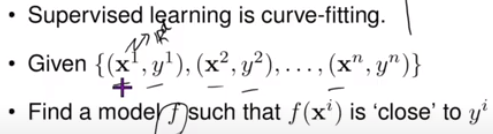 • Supervised learning is curve-fitting.
• Given {(x¹, y¹), (x², y²), . . . , (xⁿ, yⁿ)}
• Find a model f such that f(xⁱ) is ‘close’ to yⁱ